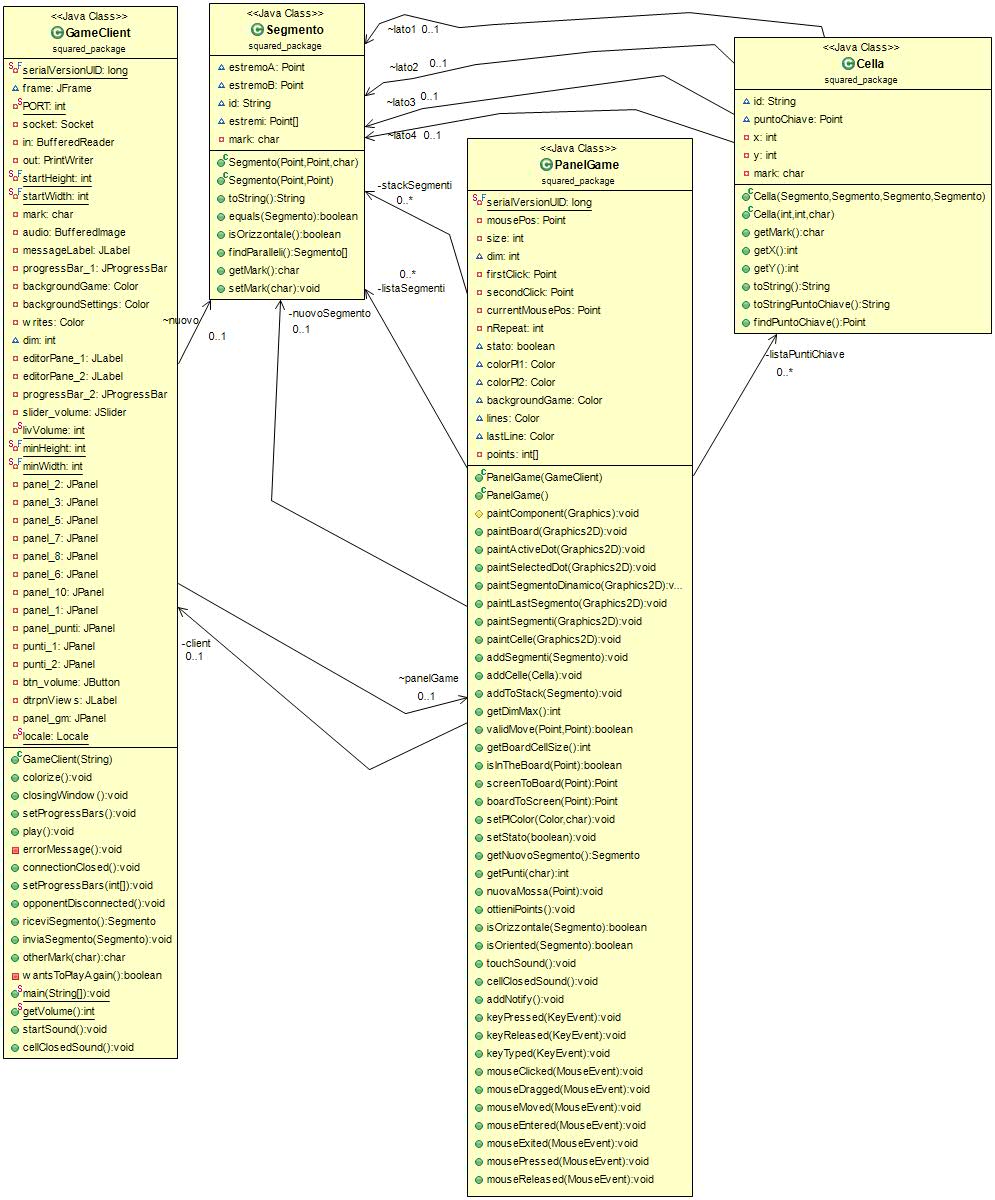 <<Java Class>>
GameClient
squared_package
serialVersionUID: long
frame: JFrame
PORT: int
socket: Socket
in: BufferedReader
out: PrintWriter
startHeight: int
startWidth: int
mark: char
audio: BufferedImage
messageLabel: JLabel
progressBar_1: JProgressBar
backgroundGame: Color
backgroundSettings: Color
writes: Color
dim: int
editorPane_1: JLabel
editorPane_2: JLabel
progressBar_2: JProgressBar
slider_volume: JSlider
livVolume: int
minHeight: int
minWidth: int
panel_2: JPanel
panel_3: JPanel
panel_5: JPanel
panel_7: JPanel
panel_8: JPanel
panel_6: JPanel
panel_10: JPanel
panel_1: JPanel
panel_punti: JPanel
punti_1: JPanel
punti_2: JPanel
btn_volume: JButton
dtrpnViews: JLabel
panel_gm: JPanel
locale: Locale
GameClient(String)
colorize():void
closingWindow():void
setProgressBars():void
play():void
errorMessage():void
connectionClosed():void
setProgressBars(int[]):void
opponentDisconnected():void
riceviSegmento():Segmento
inviaSegmento(Segmento):void
otherMark(char):char
wantsToPlayAgain():boolean
main(String[]):void
getVolume():int
startSound():void
cellClosedSound():void
<<Java Class>>
Segmento
squared_package
estremoA: Point
estremoB: Point
id: String
estremi: Point[]
mark: char
Segmento(Point,Point,char)
Segmento(Point,Point)
toString():String
equals(Segmento):boolean
isOrizzontale():boolean
findParalleli():Segmento[]
getMark():char
setMark(char):void
~lato1 0..1
~lato2 0..1
~lato3 0..1
~lato4 0..1
-stackSegmenti
0..*
0..*
-listaSegmenti
~nuovo
0..1
-nuovoSegmento
0..1
-client
0..1
~panelGame
0..1
<<Java Class>>
PanelGame
squared_package
serialVersionUID: long
mousePos: Point
size: int
dim: int
firstClick: Point
secondClick: Point
currentMousePos: Point
nRepeat: int
stato: boolean
colorPl1: Color
colorPl2: Color
backgroundGame: Color
lines: Color
lastLine: Color
points: int[]
PanelGame(GameClient)
PanelGame()
paintComponent(Graphics):void
paintBoard(Graphics2D):void
paintActiveDot(Graphics2D):void
paintSelectedDot(Graphics2D):void
paintSegmentoDinamico(Graphics2D):v...
paintLastSegmento(Graphics2D):void
paintSegmenti(Graphics2D):void
paintCelle(Graphics2D):void
addSegmenti(Segmento):void
addCelle(Cella):void
addToStack(Segmento):void
getDimMax():int
validMove(Point,Point):boolean
getBoardCellSize():int
isInTheBoard(Point):boolean
screenToBoard(Point):Point
boardToScreen(Point):Point
setPlColor(Color,char):void
setStato(boolean):void
getNuovoSegmento():Segmento
getPunti(char):int
nuovaMossa(Point):void
ottieniPoints():void
isOrizzontale(Segmento):boolean
isOriented(Segmento):boolean
touchSound():void
cellClosedSound():void
addNotify():void
keyPressed(KeyEvent):void
keyReleased(KeyEvent):void
keyTyped(KeyEvent):void
mouseClicked(MouseEvent):void
mouseDragged(MouseEvent):void
mouseMoved(MouseEvent):void
mouseEntered(MouseEvent):void
mouseExited(MouseEvent):void
mousePressed(MouseEvent):void
mouseReleased(MouseEvent):void
<<Java Class>>
Cella
squared_package
id: String
puntoChiave: Point
x: int
y: int
mark: char
Cella(Segmento,Segmento,Segmento,Segmento)
Cella(int,int,char)
getMark():char
getX():int
getY():int
toString():String
toStringPuntoChiave():String
findPuntoChiave():Point
-listaPuntiChiave
0..*